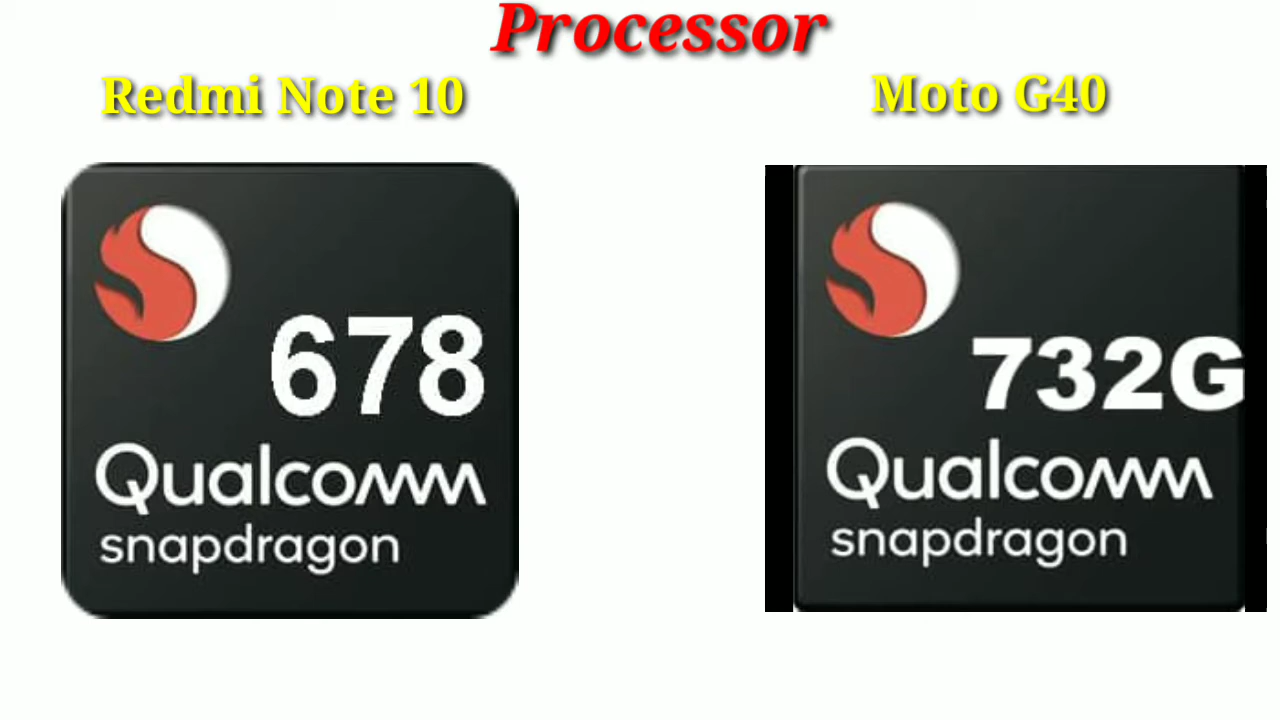 Processor
Redmi Note 10
Moto G40
678
Qualcomm
snapdragon
732G
Qualcomm
snapdragon